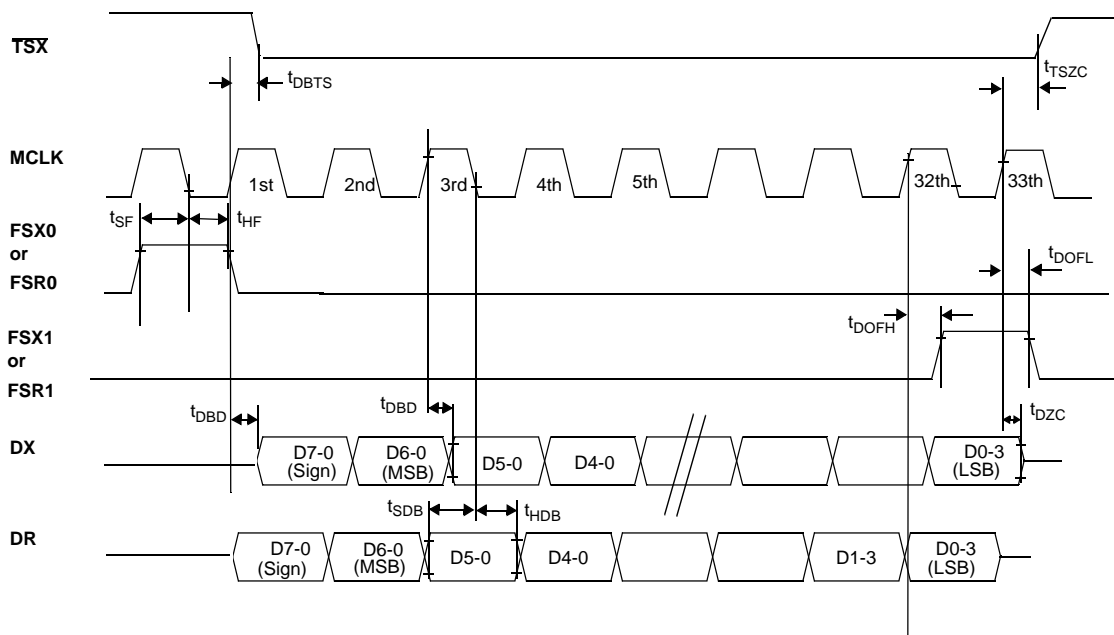 TSX
tDBTS
tTSZC
MCLK
1st
2nd
3rd
4th
5th
32th
33th
tSF
tHF
FSX0
or
FSR0
tDOFL
tDOFH
FSX1
or
FSR1
tDBD
tDBD
tDZC
DX
D7-0
(Sign)
D6-0
(MSB)
D5-0
D4-0
D0-3
(LSB)
tSDB
tHDB
DR
D7-0
(Sign)
D6-0
(MSB)
D5-0
D4-0
D1-3
D0-3
(LSB)